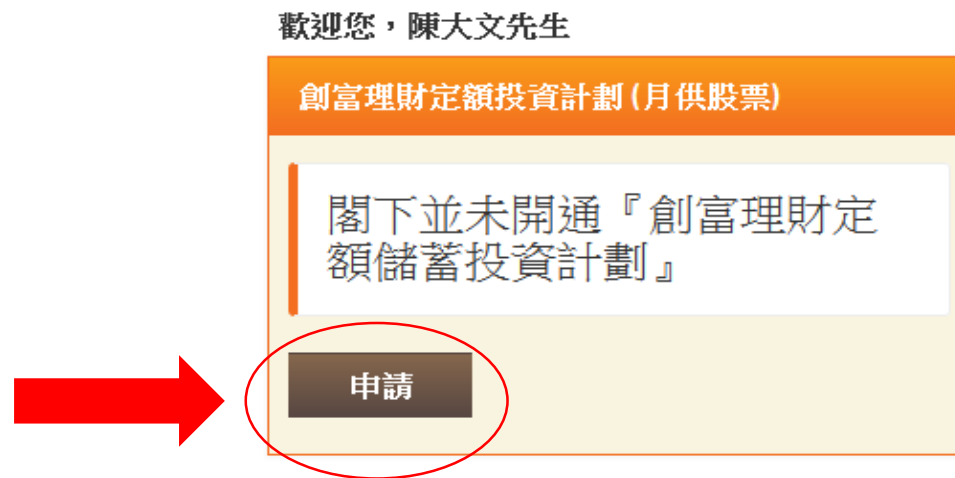 歡迎您，陳大文先生
創富理財定額投資計劃(月供股票)
閣下並未開通『創富理財定
額儲蓄投資計劃』
申請